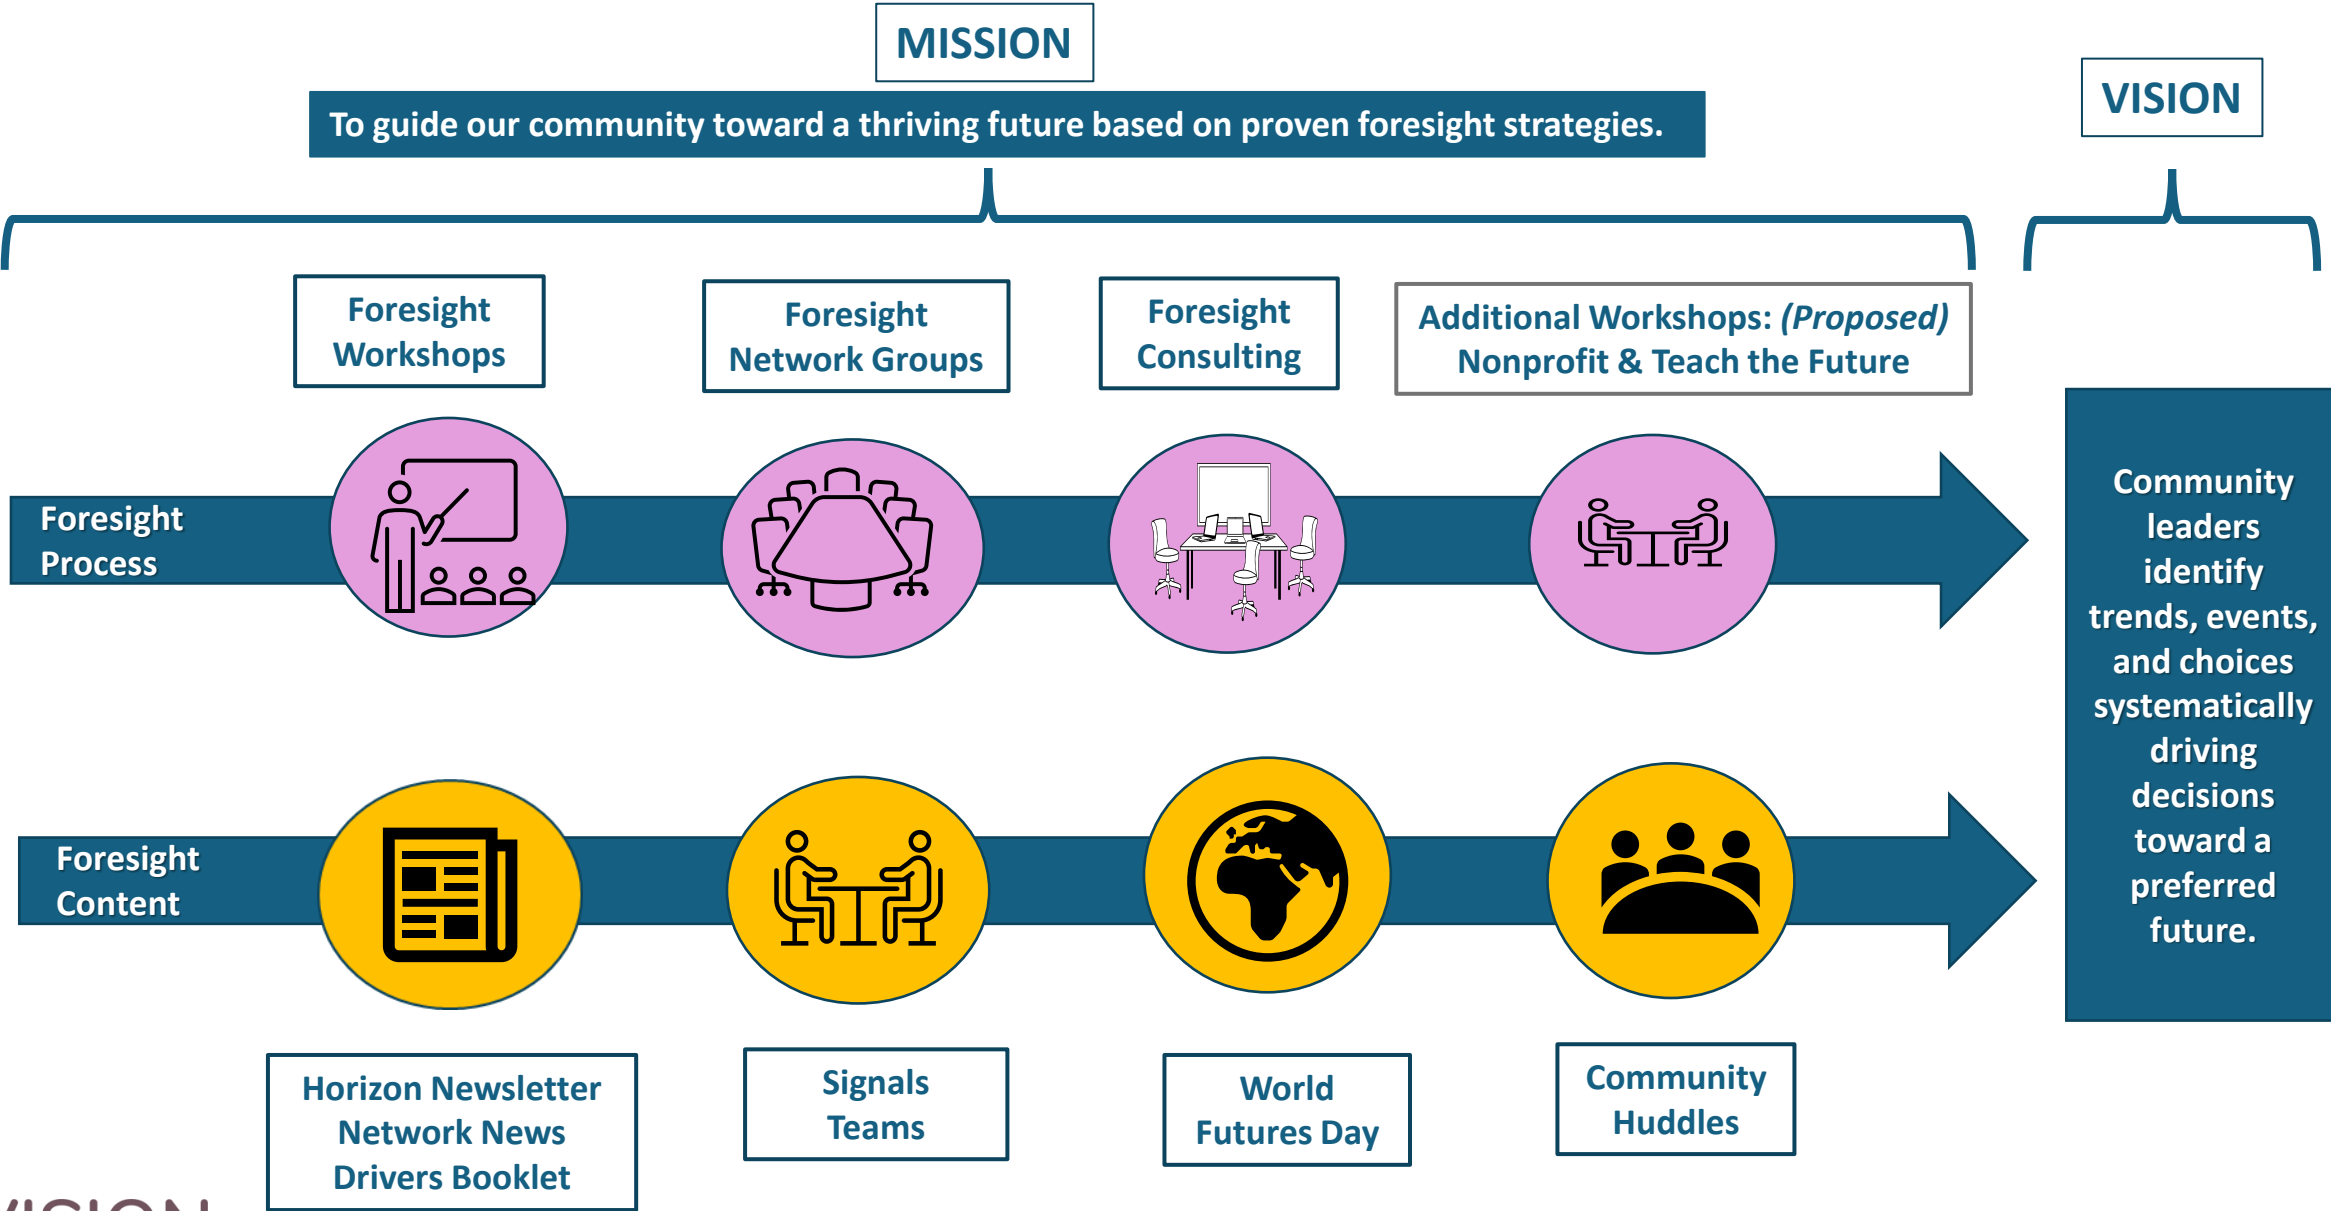 MISSION
To guide our community toward a thriving future based on proven foresight strategies.
VISION
Foresight
Workshops
Foresight
Network Groups
Foresight
Consulting
Additional Workshops: (Proposed)
Nonprofit & Teach the Future
Foresight
Process
Foresight
Content
Horizon Newsletter
Network News
Drivers Booklet
Signals
Teams
World
Futures Day
Community
Huddles
Community
leaders
identify
trends, events,
and choices
systematically
driving
decisions
toward a
preferred
future.
VISION